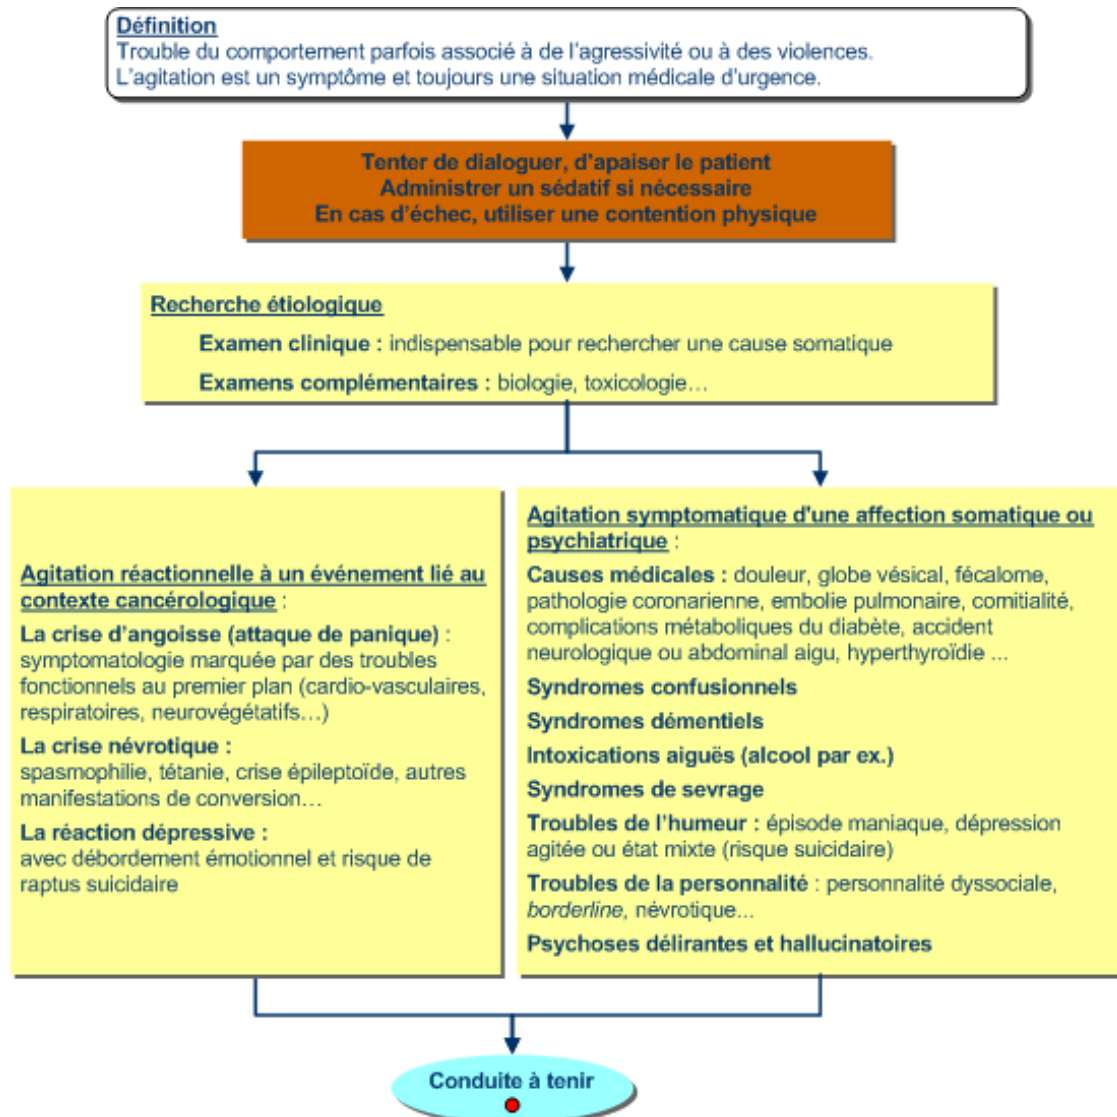 Définition
Trouble du comportement parfois associé à de l'agressivité ou à des violences.
L'agitation est un symptôme et toujours une situation médicale d'urgence.
Tenter de dialoguer, d'apaiser le patient
Administrer un sédatif si nécessaire
En cas d'échec, utiliser une contention physique
Recherche étiologique
Examen clinique : indispensable pour rechercher une cause somatique
Examens complémentaires : biologie, toxicologie…
Agitation réactionnelle à un événement lié au
contexte cancérologique :
La crise d'angoisse (attaque de panique) :
symptomatologie marquée par des troubles
fonctionnels au premier plan (cardio-vasculaires,
respiratoires, neurovégétatifs…)
La crise névrotique :
spasmophilie, tétanie, crise épileptoïde, autres
manifestations de conversion…
La réaction dépressive :
avec débordement émotionnel et risque de
raptus suicidaire
Agitation symptomatique d'une affection somatique ou
psychiatrique :
Causes médicales : douleur, globe vésical, fécalome,
pathologie coronarienne, embolie pulmonaire, comitialité,
complications métaboliques du diabète, accident
neurologique ou abdominal aigu, hyperthyroïdie ...
Syndromes confusionnels
Syndromes démentiels
Intoxications aiguës (alcool par ex.)
Syndromes de sevrage
Troubles de l'humeur : épisode maniaque, dépression
agitée ou état mixte (risque suicidaire)
Troubles de la personnalité : personnalité dyssociale,
borderline, névrotique...
Psychoses délirantes et hallucinatoires
Conduite à tenir